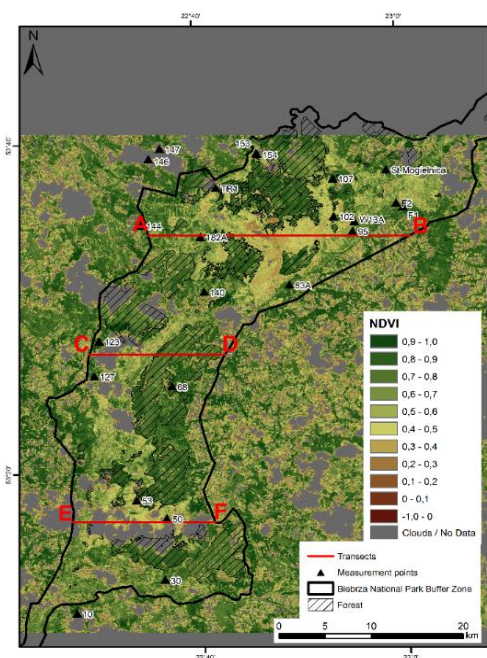 22°40' 23°0'
N
53°40'
147
146
153
154
TR1
107
St.Mogielnica
F2
F1
102
W13A
95
A
144
182A
B
140
83A
C
123
D
127
68
53°20'
53
E
50
F
30
10
NDVI
0,9 - 1,0
0,8 - 0,9
0,7 - 0,8
0,6 - 0,7
0,5 - 0,6
0,4 - 0,5
0,3 - 0,4
0,2 - 0,3
0,1 - 0,2
0 - 0,1
-1,0 - 0
Clouds / No Data
Transects
Measurement points
Biebrza National Park Buffer Zone
Forest
0 5 10 20
km
22°40' 23°0'